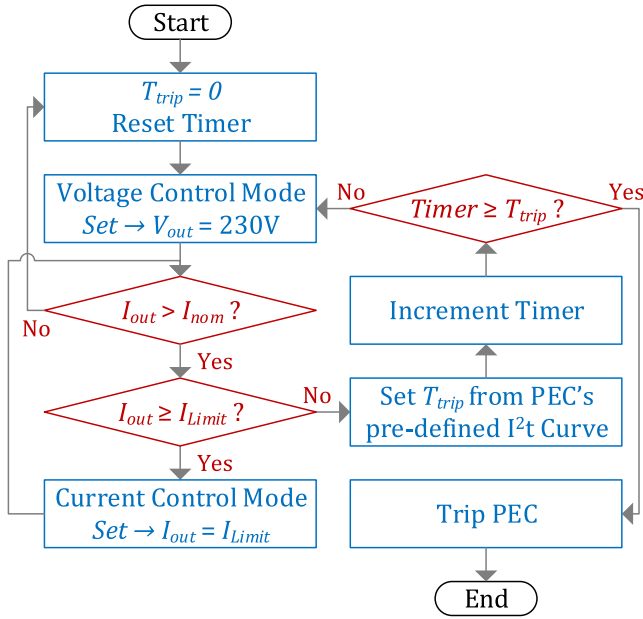 Start
T_trip = 0
Reset Timer
Voltage Control Mode
Set → V_out = 230V
I_out > I_nom ?
No
Yes
I_out ≥ I_Limit ?
No
Yes
Current Control Mode
Set → I_out = I_Limit
No
Yes
Timer ≥ T_trip ?
Increment Timer
Set T_trip from PEC's
pre-defined I²t Curve
Trip PEC
End